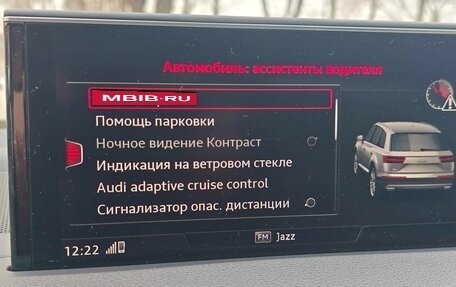 Автомобиль: ассистенты водителя
MBIB-RU
Помощь парковки
Ночное видение Контраст
Индикация на ветровом стекле
Audi adaptive cruise control
Сигнализатор опас. дистанции
12:22
FM Jazz